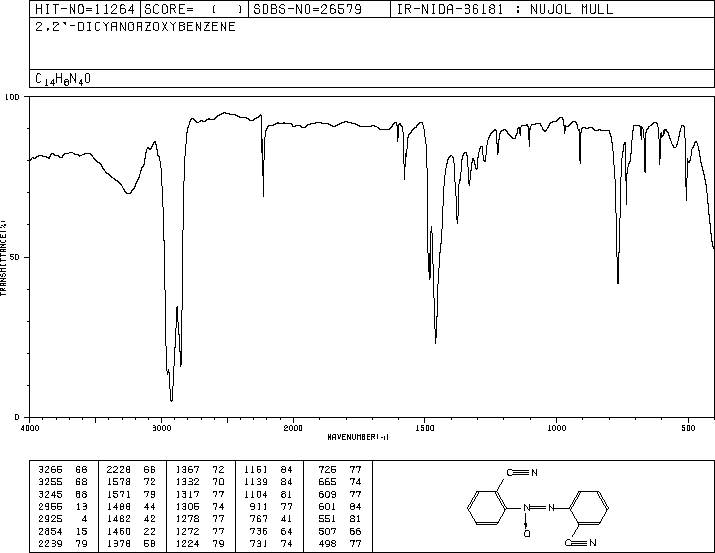 HIT-NO=11264 SCORE= ( ) SDBS-NO=26579 IR-NIDA-36181 : NUJOL MULL
2,2'-DICYANOAZOXYBENZENE
C14H8N4O
100
50
0
TRANSMITTANCE(%)
4000 3000 2000 1500 1000 500
WAVENUMBER(-1)
3265 68 2228 66 1367 72 1161 84 725 77
3255 68 1578 72 1332 70 1139 84 665 74
3245 68 1571 79 1317 77 1104 81 609 77
2955 13 1488 44 1305 74 911 77 601 84
2925 4 1482 42 1278 77 767 41 551 81
2854 15 1460 22 1272 77 736 64 507 66
2239 79 1378 58 1224 79 731 74 498 77
C N
N N
O
C N